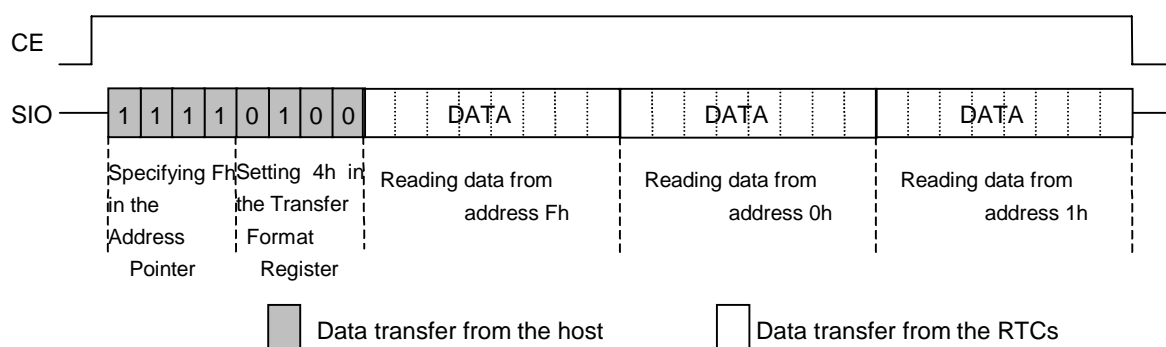 CE
SIO 1 1 1 1 0 1 0 0 DATA DATA DATA
Specifying Fh
in the
Address
Pointer
Setting 4h in
the Transfer
Format
Register
Reading data from
address Fh
Reading data from
address 0h
Reading data from
address 1h
Data transfer from the host
Data transfer from the RTCs